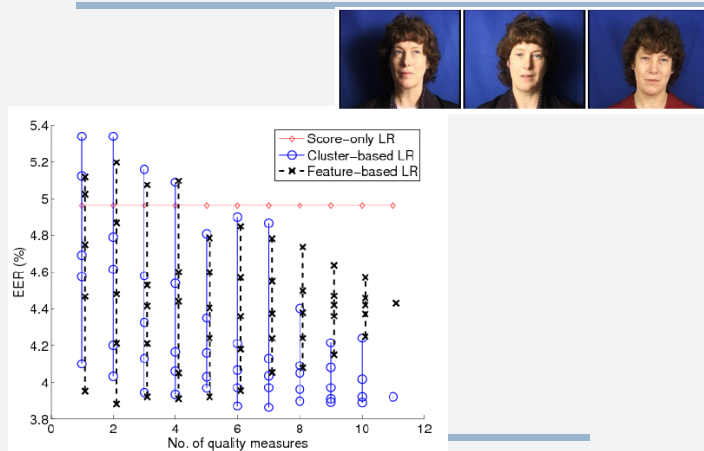 5.4
5.2
5
4.8
4.6
4.4
4.2
4
3.8
EER (%)
Score-only LR
Cluster-based LR
Feature-based LR
0 2 4 6 8 10 12
No. of quality measures